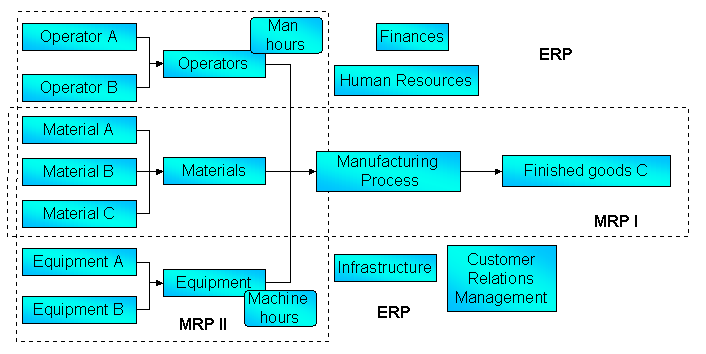 Operator A
Man
hours
Finances
Operators
ERP
Operator B
Human Resources
Material A
Material B
Materials
Manufacturing
Process
Finished goods C
Material C
MRP I
Equipment A
Equipment
Infrastructure
Customer
Relations
Management
Equipment B
Machine
hours
MRP II
ERP